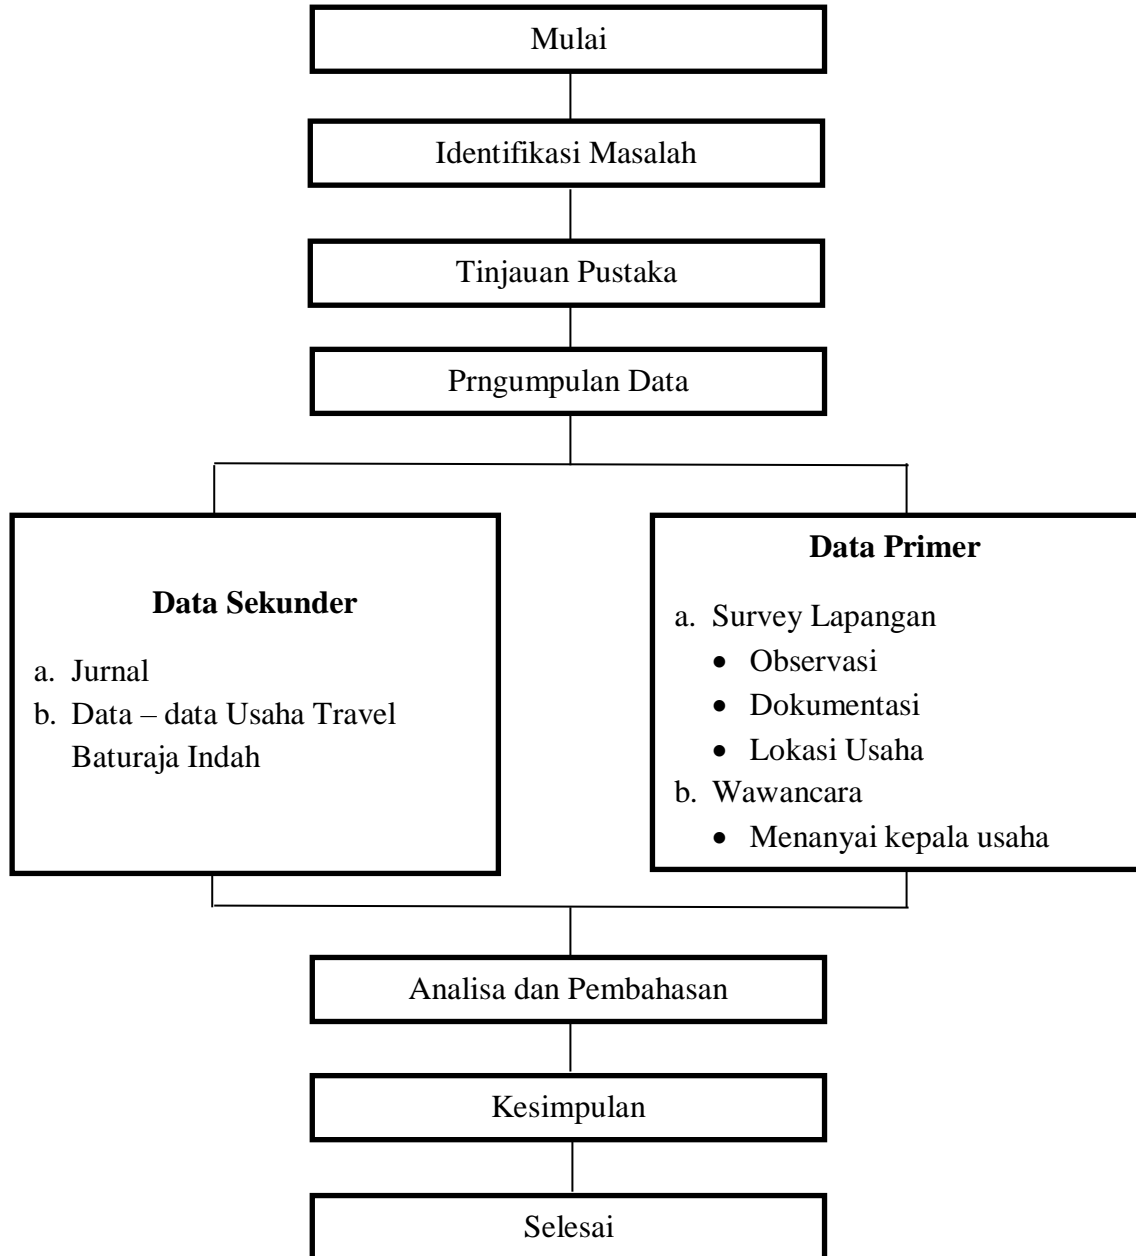 Mulai
Identifikasi Masalah
Tinjauan Pustaka
Prngumpulan Data
Data Sekunder
a. Jurnal
b. Data – data Usaha Travel
Baturaja Indah
Data Primer
a. Survey Lapangan
• Observasi
• Dokumentasi
• Lokasi Usaha
b. Wawancara
• Menanyai kepala usaha
Analisa dan Pembahasan
Kesimpulan
Selesai